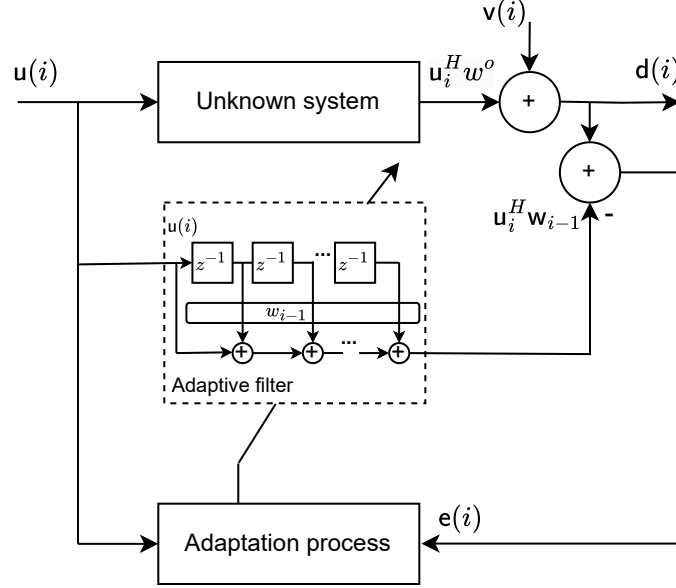 v(i)
u(i)
Unknown system
u_i^H w^o
+
d(i)
+
u_i^H w_{i-1}
-
u(i)
z^{-1} z^{-1} ... z^{-1}
w_{i-1}
+ + ... +
Adaptive filter
Adaptation process
e(i)